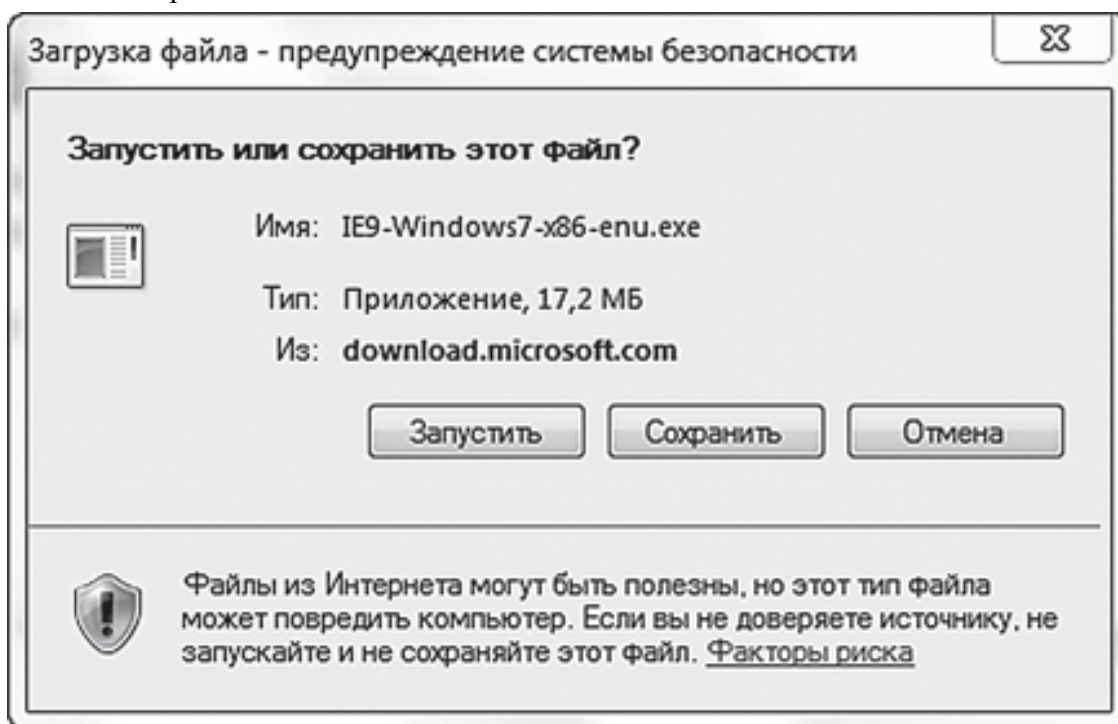 Загрузка файла - предупреждение системы безопасности
Запустить или сохранить этот файл?
Имя: IE9-Windows7-x86-enu.exe
Тип: Приложение, 17,2 МБ
Из: download.microsoft.com
Запустить Сохранить Отмена
Файлы из Интернета могут быть полезны, но этот тип файла
может повредить компьютер. Если вы не доверяете источнику, не
запускайте и не сохраняйте этот файл. Факторы риска